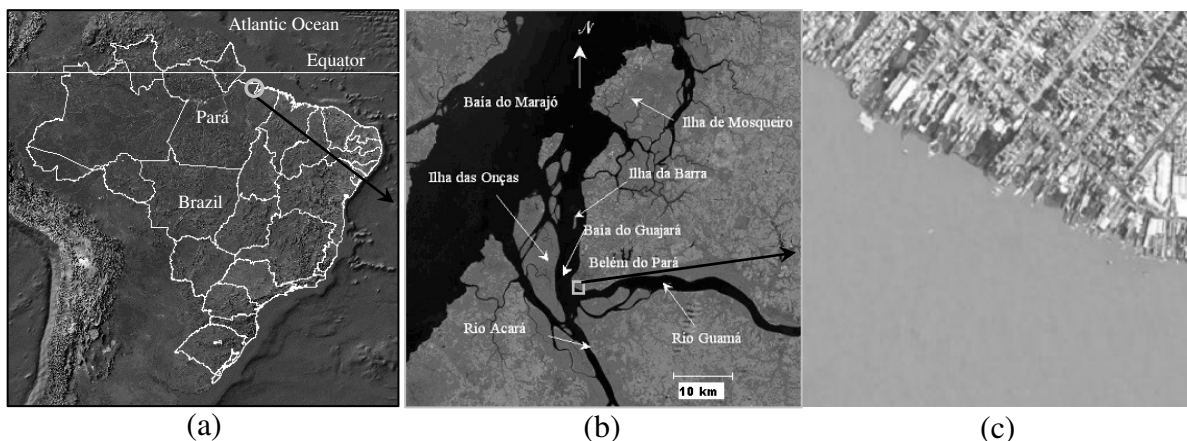 Atlantic Ocean
Equator
Pará
Brazil
(a)
N
Baía do Marajó
Ilha de Mosqueiro
Ilha das Onças
Ilha da Barra
Baía do Guajará
Belém do Pará
Rio Acará
Rio Guamá
10 km
(b)
(c)